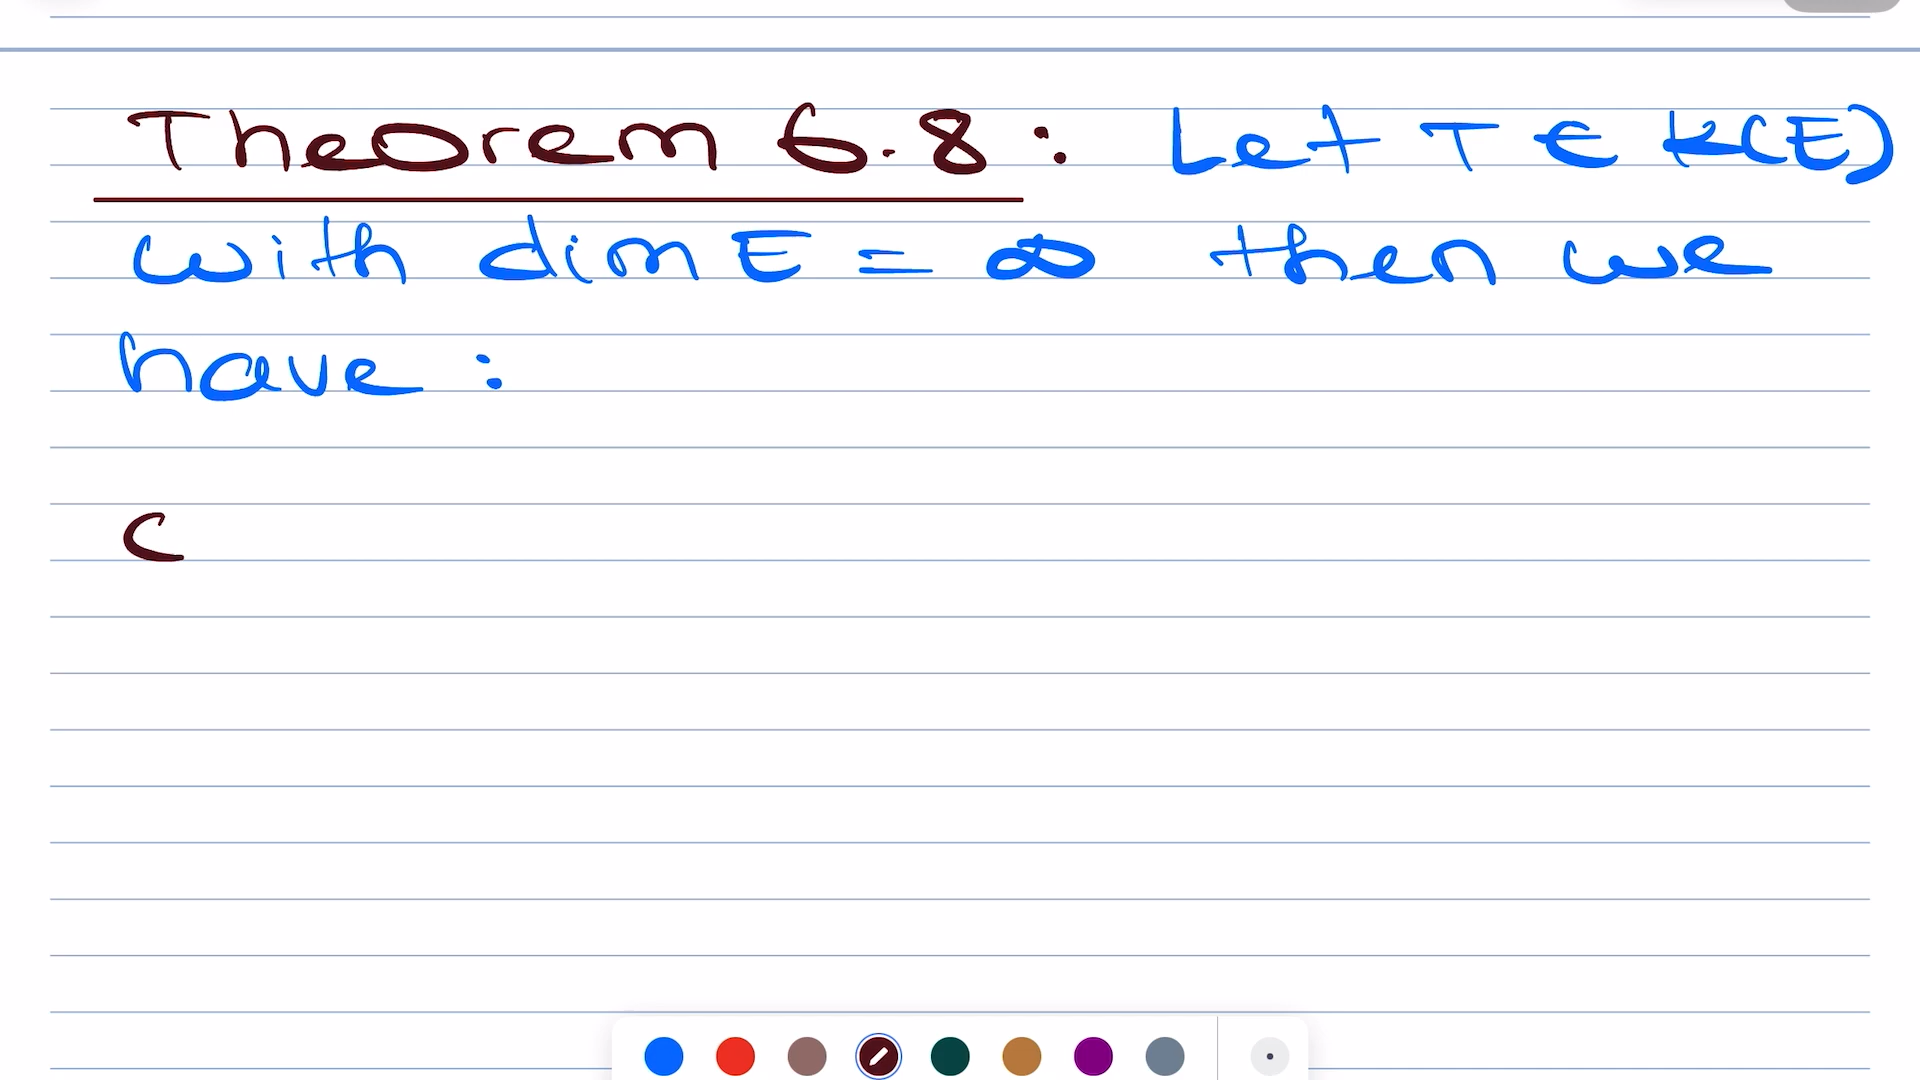 Theorem 6.8: Let T ∈ K(E)
with dim E = ∞ then we
have:
C